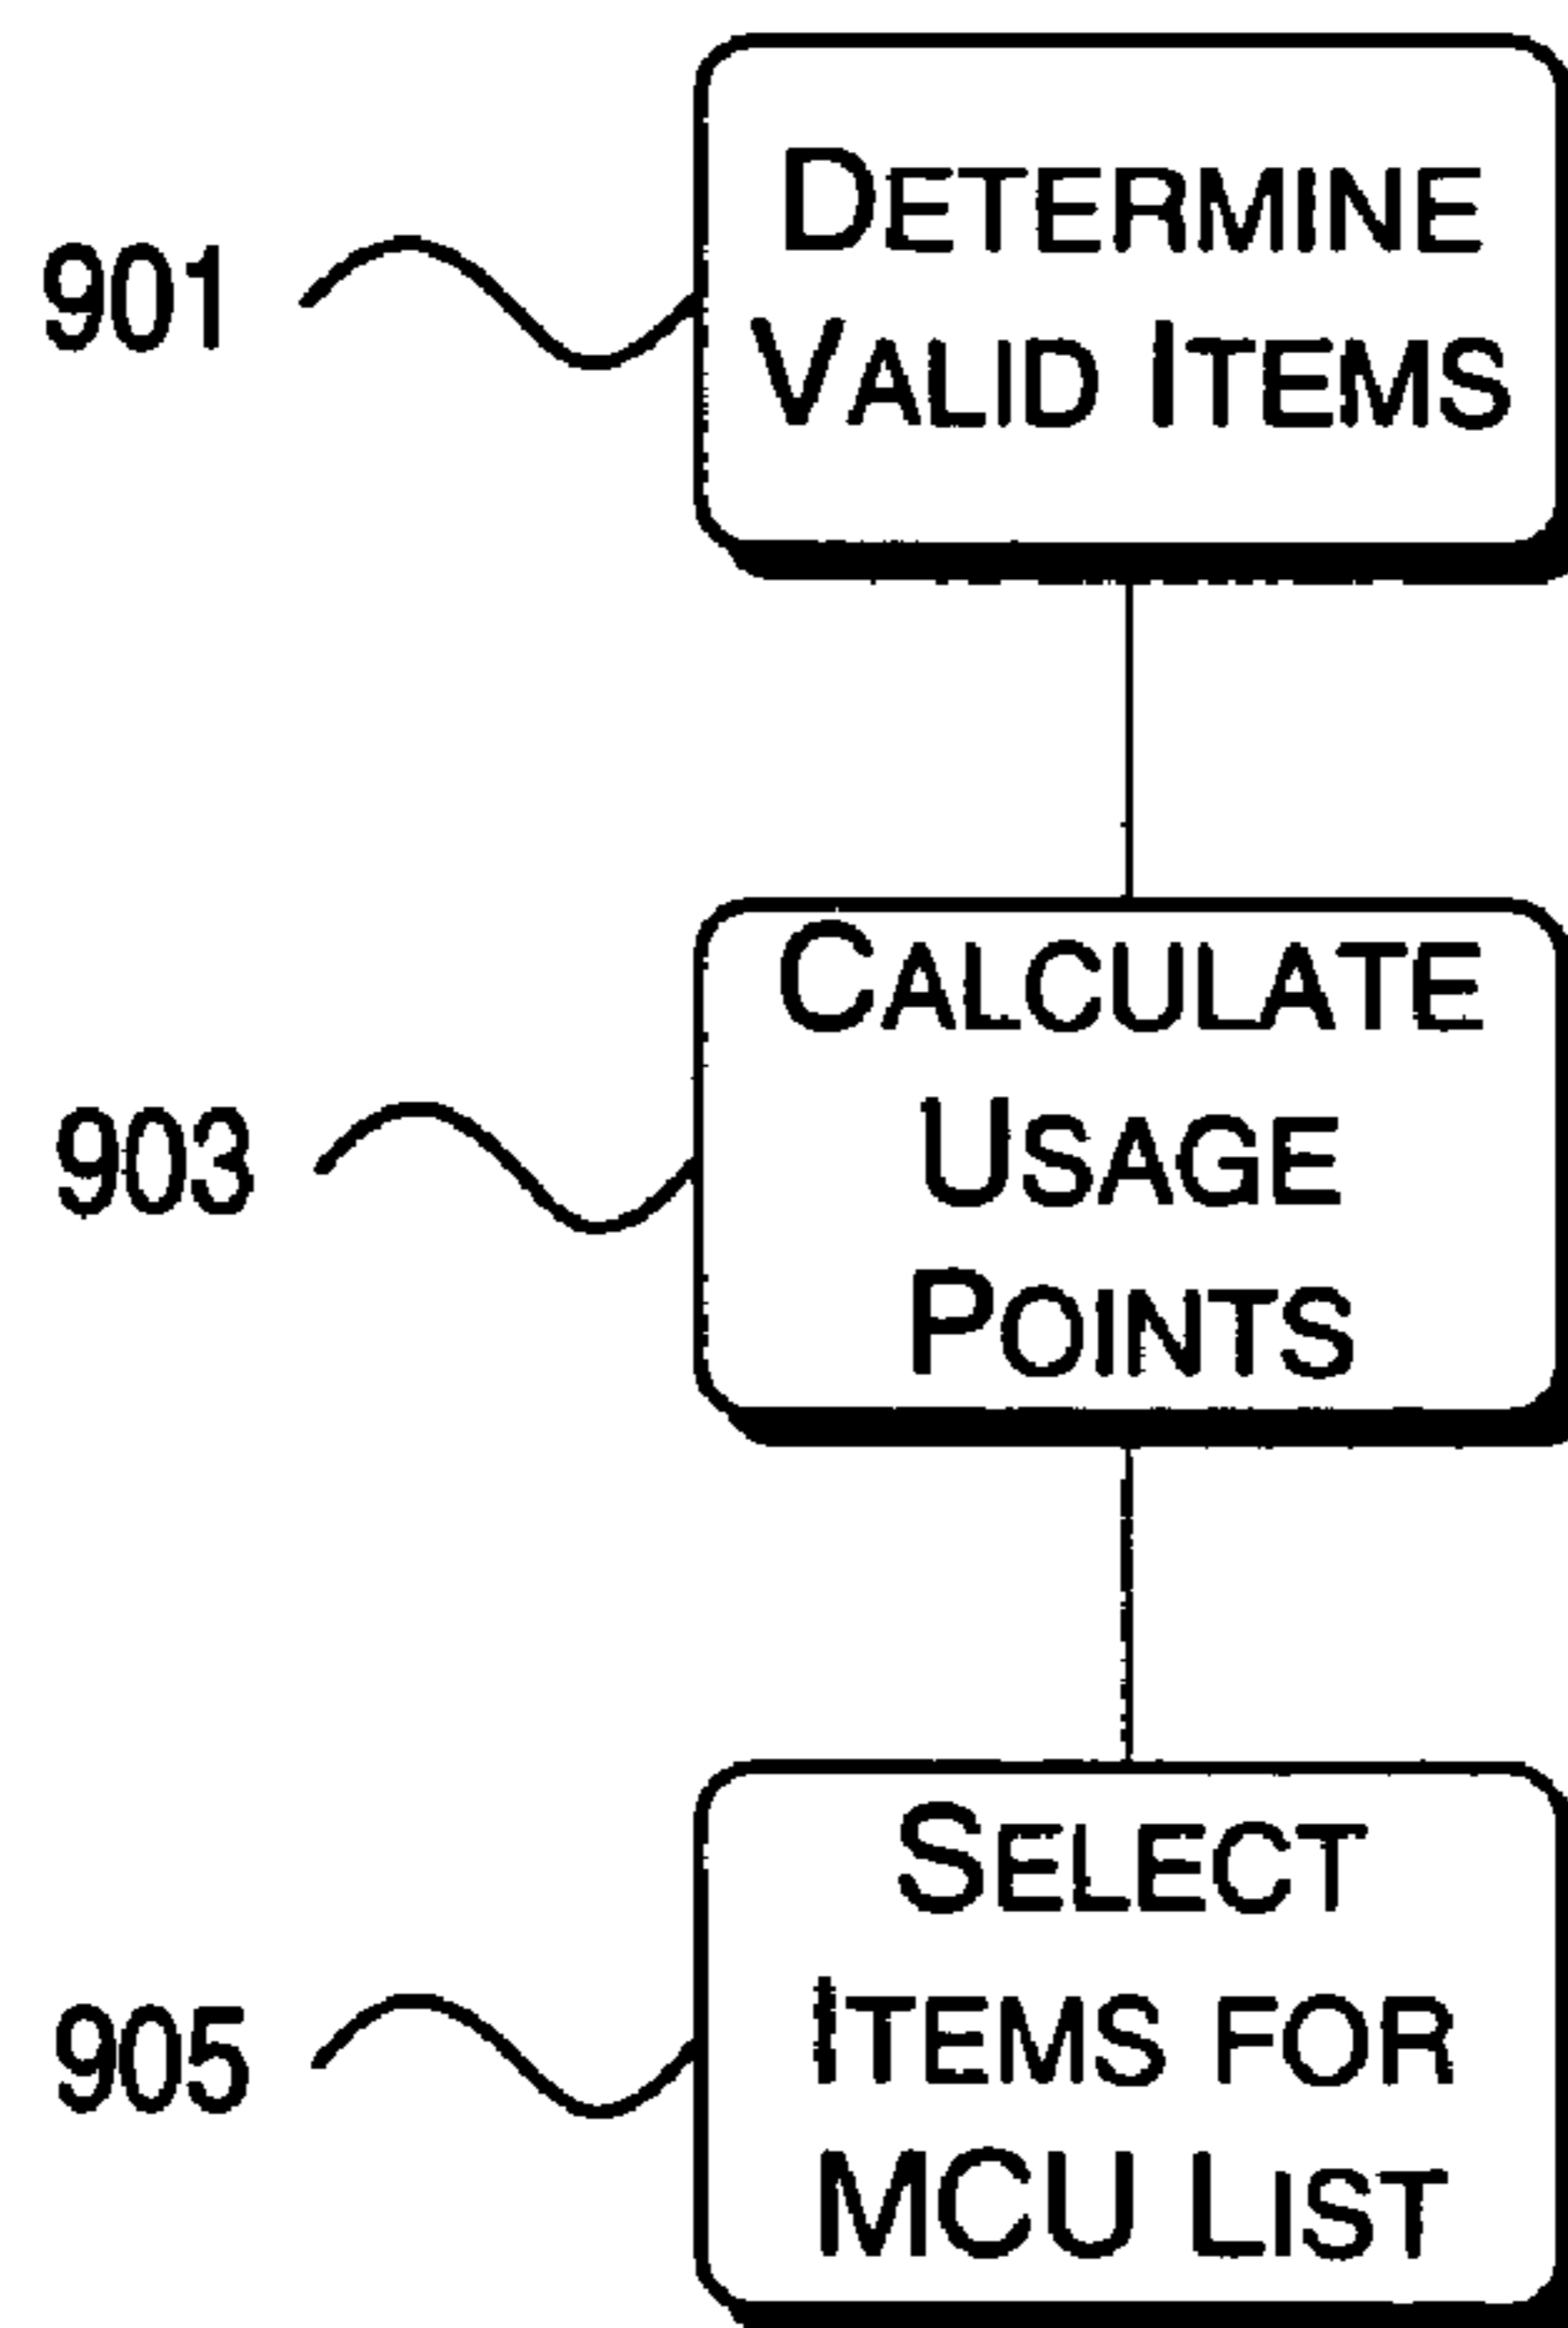 901
DETERMINE
VALID ITEMS
903
CALCULATE
USAGE
POINTS
905
SELECT
ITEMS FOR
MCU LIST